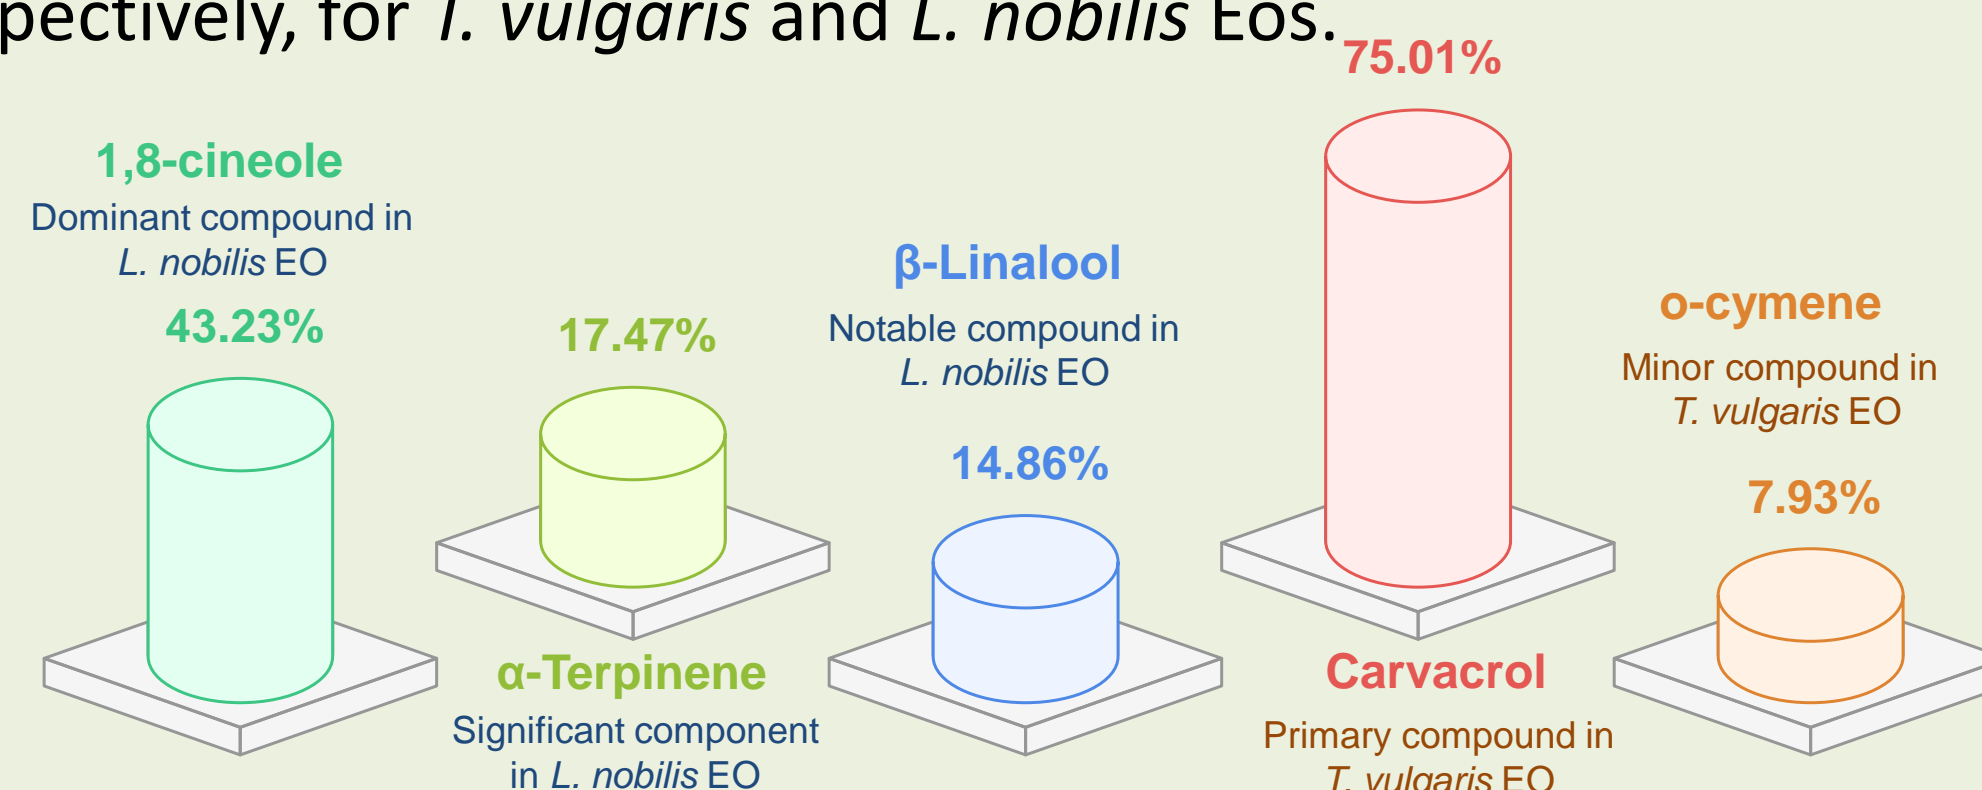 pectively, for T. vulgaris and L. nobilis Eos.
1,8-cineole
Dominant compound in
L. nobilis EO
43.23%
17.47%
α-Terpinene
Significant component
in L. nobilis EO
β-Linalool
Notable compound in
L. nobilis EO
14.86%
75.01%
Carvacrol
Primary compound in
T. vulgaris EO
o-cymene
Minor compound in
T. vulgaris EO
7.93%